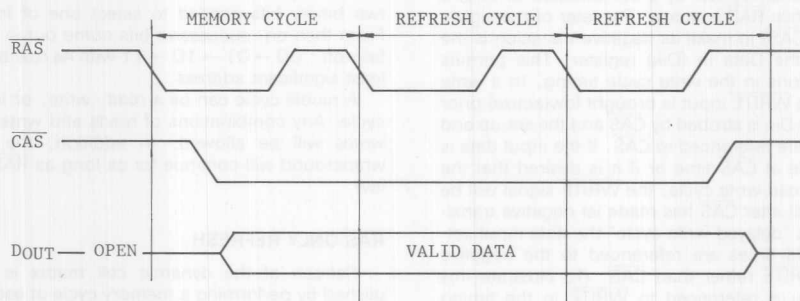 MEMORY CYCLE REFRESH CYCLE REFRESH CYCLE
RAS
CAS
DOUT OPEN VALID DATA